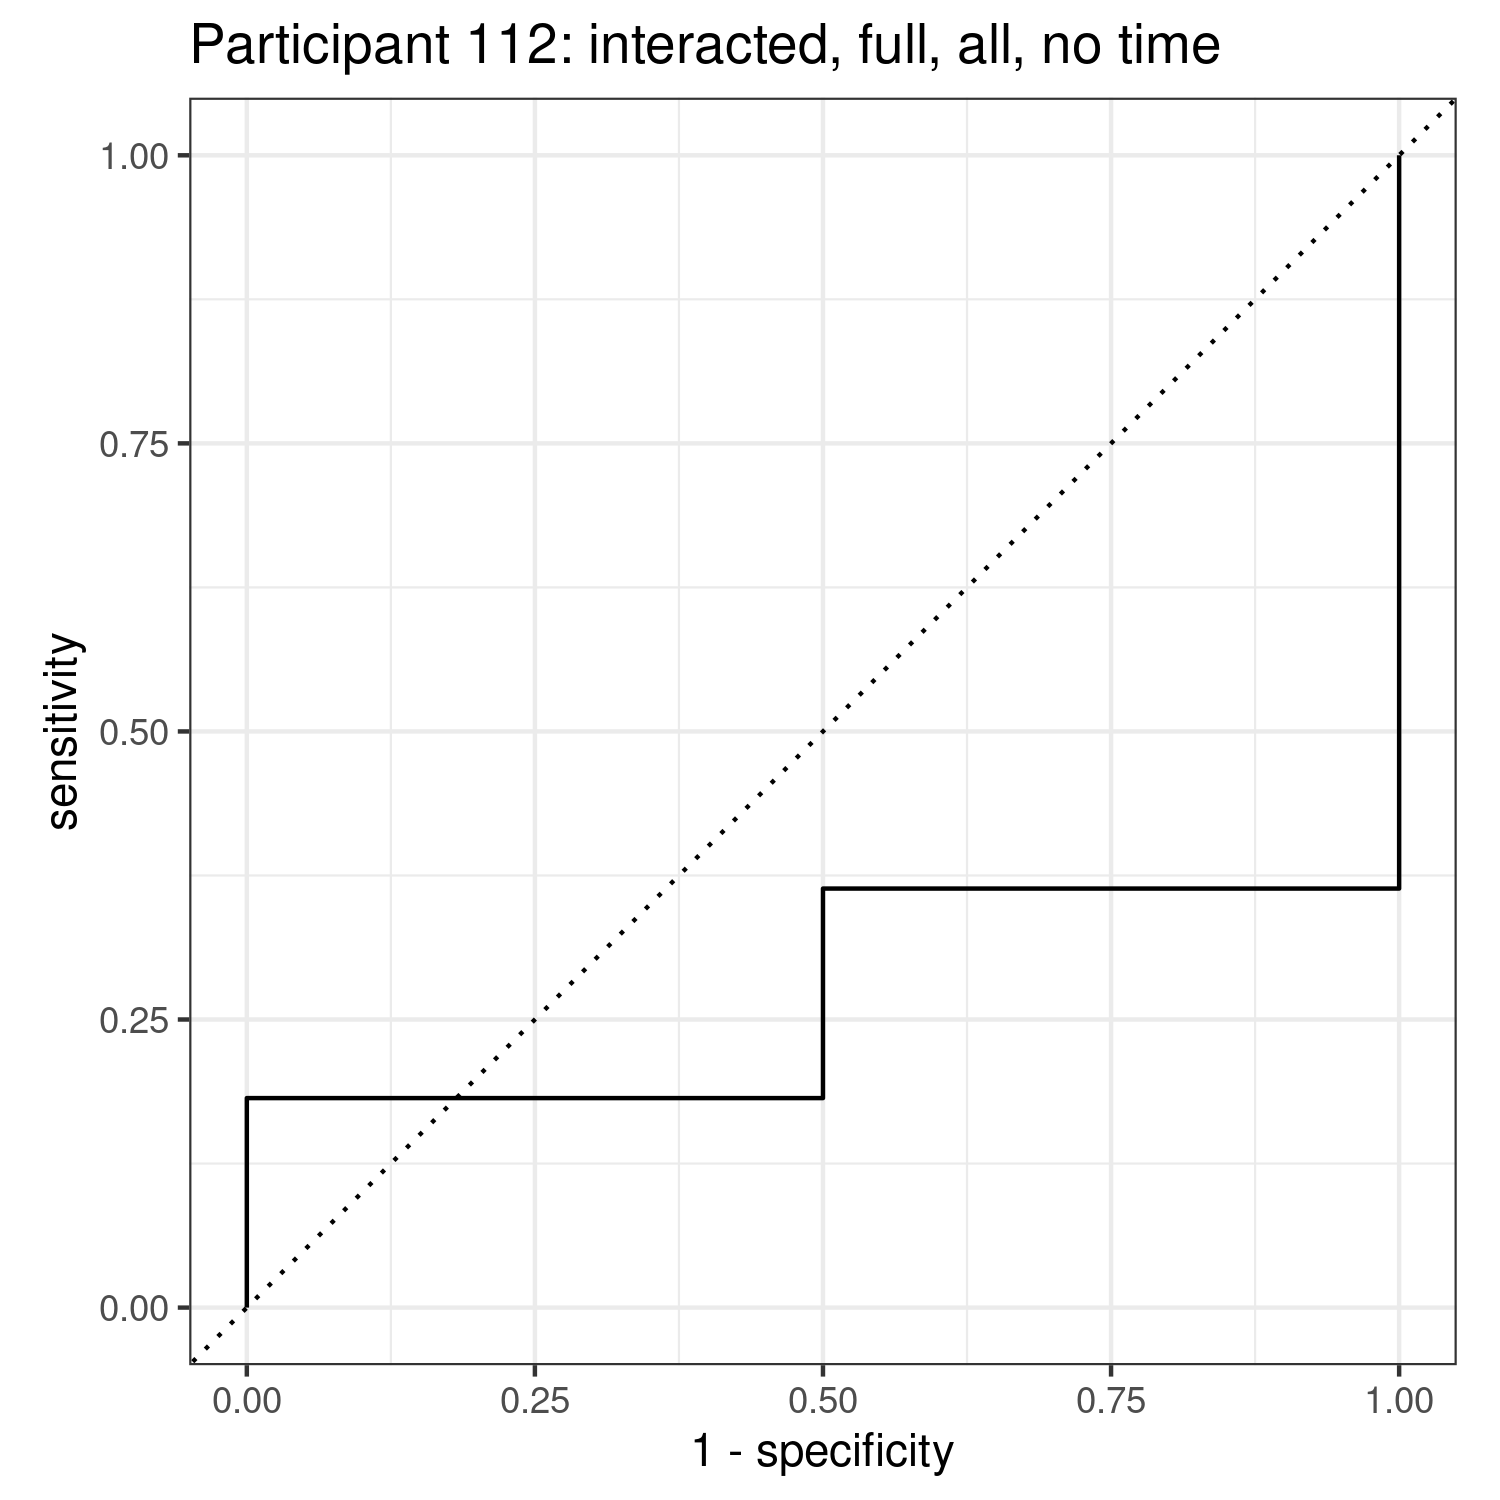 Participant 112: interacted, full, all, no time
1.00
0.75
0.50
0.25
0.00
sensitivity
0.00 0.25 0.50 0.75 1.00
1 - specificity